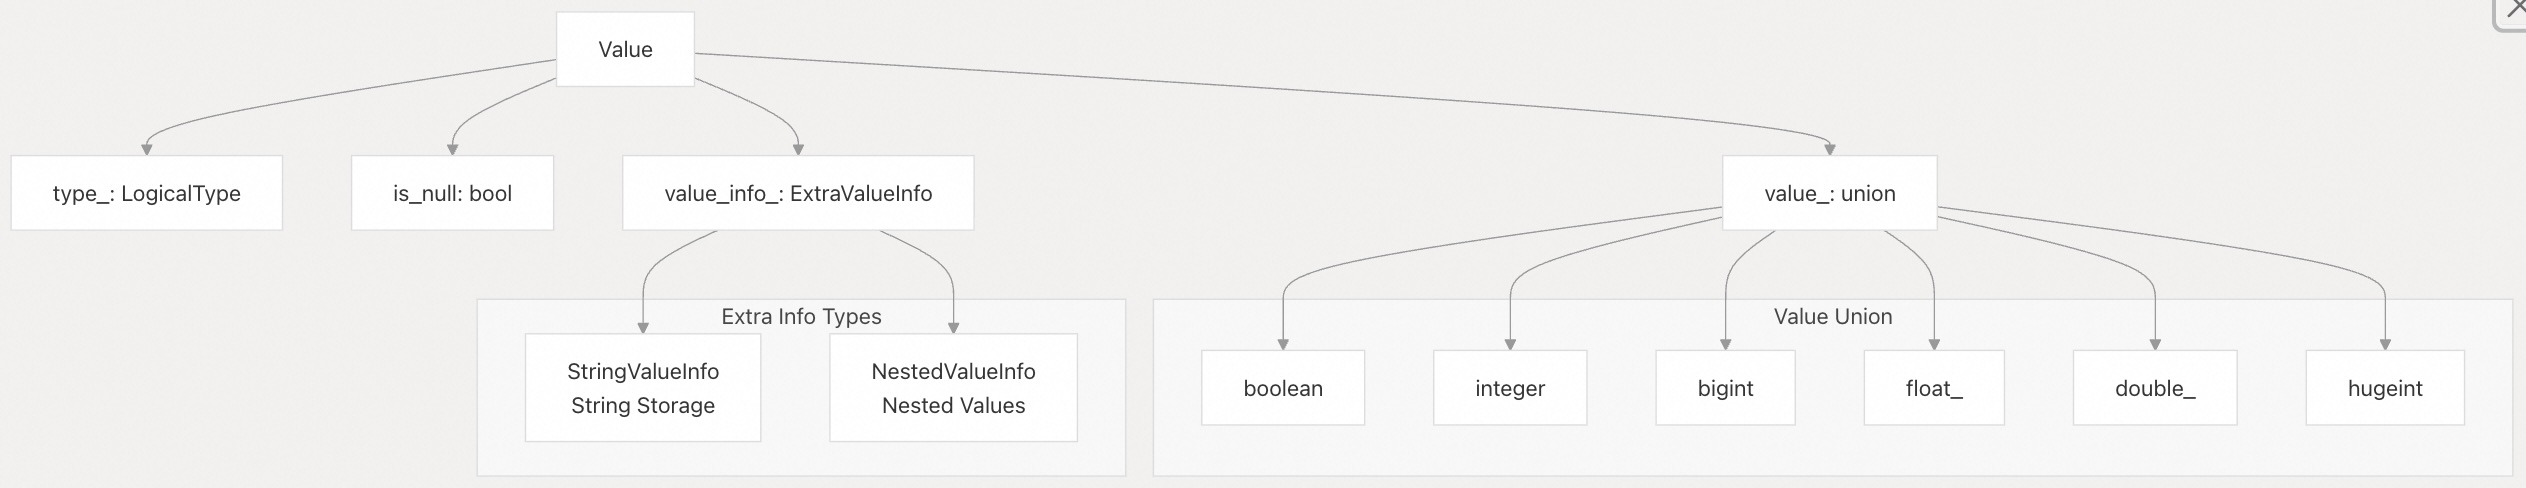 Value
type_: LogicalType
is_null: bool
value_info_: ExtraValueInfo
value_: union
Extra Info Types
StringValueInfo
String Storage
NestedValueInfo
Nested Values
Value Union
boolean
integer
bigint
float_
double_
hugeint